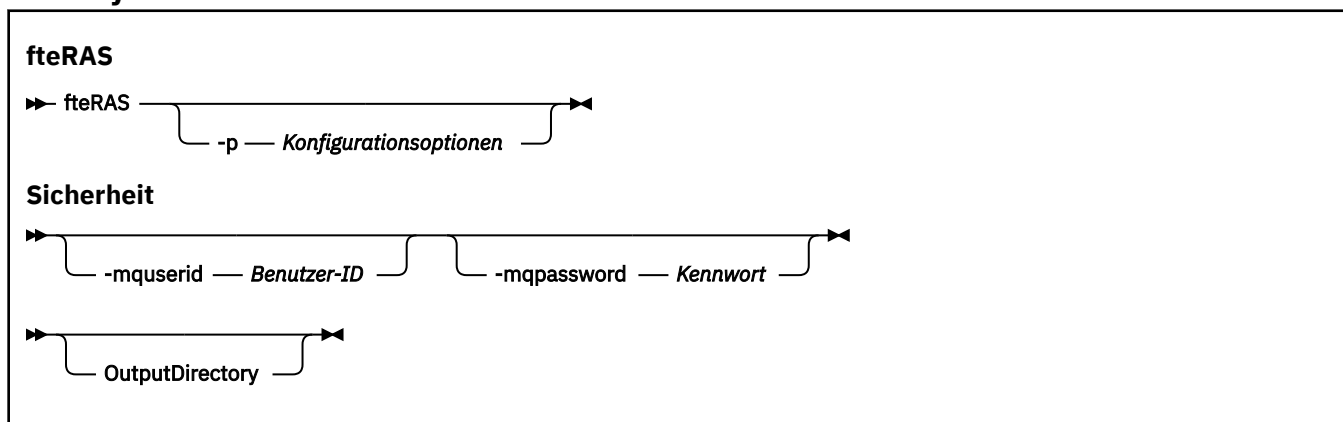 fteRAS
fteRAS
-p Konfigurationsoptionen
Sicherheit
-mquserid Benutzer-ID -mqpassword Kennwort
OutputDirectory